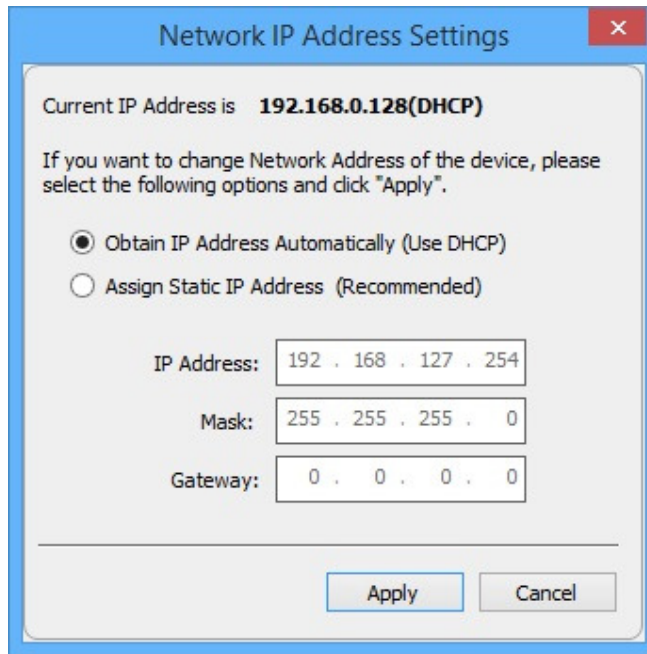 Network IP Address Settings
Current IP Address is 192.168.0.128(DHCP)
If you want to change Network Address of the device, please
select the following options and click "Apply".
Obtain IP Address Automatically (Use DHCP)
Assign Static IP Address (Recommended)
IP Address: 192 . 168 . 127 . 254
Mask: 255 . 255 . 255 . 0
Gateway: 0 . 0 . 0 . 0
Apply Cancel